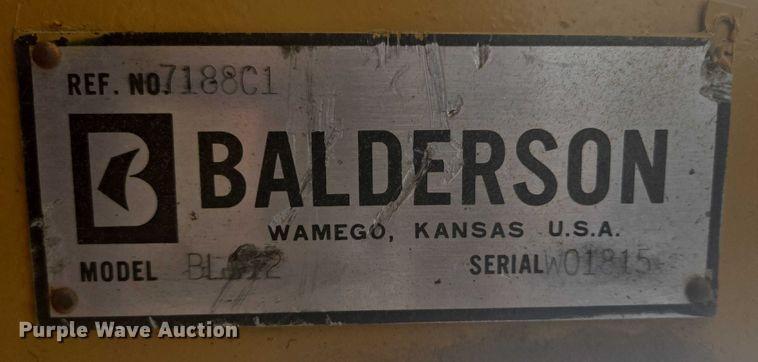 REF. NO. 7188C1
B BALDERSON
WAMEGO, KANSAS U.S.A.
MODEL
SERIAL W01815
Purple Wave Auction